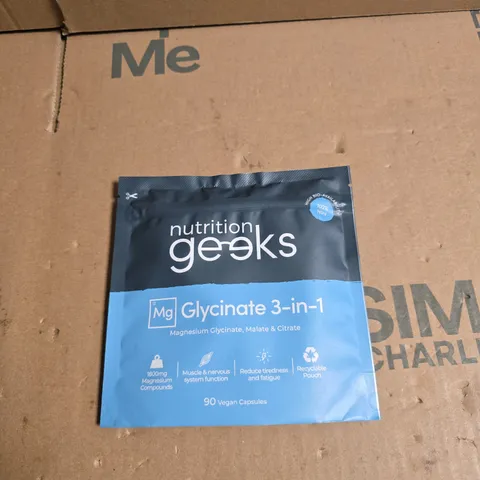 Me
nutrition
geeks
Mg Glycinate 3-in-1
Magnesium Glycinate, Malate & Citrate
1800mg
Magnesium
Compounds
Muscle & nervous
system function
Reduce tiredness
and fatigue
Recyclable
Pouch
90 Vegan Capsules
SIM
CHARL